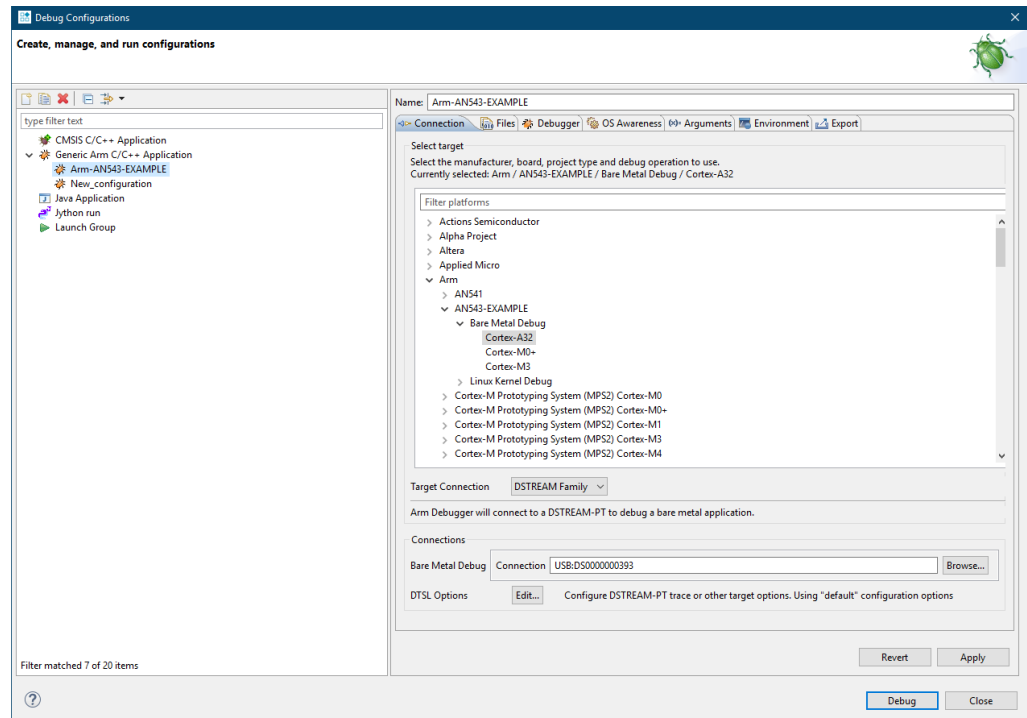 Debug Configurations
Create, manage, and run configurations
type filter text
CMSIS C/C++ Application
Generic Arm C/C++ Application
Arm-AN543-EXAMPLE
New_configuration
Java Application
Jython run
Launch Group
Filter matched 7 of 20 items
Name: Arm-AN543-EXAMPLE
Connection Files Debugger OS Awareness Arguments Environment Export
Select target
Select the manufacturer, board, project type and debug operation to use.
Currently selected: Arm / AN543-EXAMPLE / Bare Metal Debug / Cortex-A32
Filter platforms
Actions Semiconductor
Alpha Project
Altera
Applied Micro
Arm
AN541
AN543-EXAMPLE
Bare Metal Debug
Cortex-A32
Cortex-M0+
Cortex-M3
Linux Kernel Debug
Cortex-M Prototyping System (MPS2) Cortex-M0
Cortex-M Prototyping System (MPS2) Cortex-M0+
Cortex-M Prototyping System (MPS2) Cortex-M1
Cortex-M Prototyping System (MPS2) Cortex-M3
Cortex-M Prototyping System (MPS2) Cortex-M4
Target Connection DSTREAM Family
Arm Debugger will connect to a DSTREAM-PT to debug a bare metal application.
Connections
Bare Metal Debug Connection USB:DS0000000393 Browse...
DTSL Options Edit... Configure DSTREAM-PT trace or other target options. Using "default" configuration options
Revert Apply
Debug Close